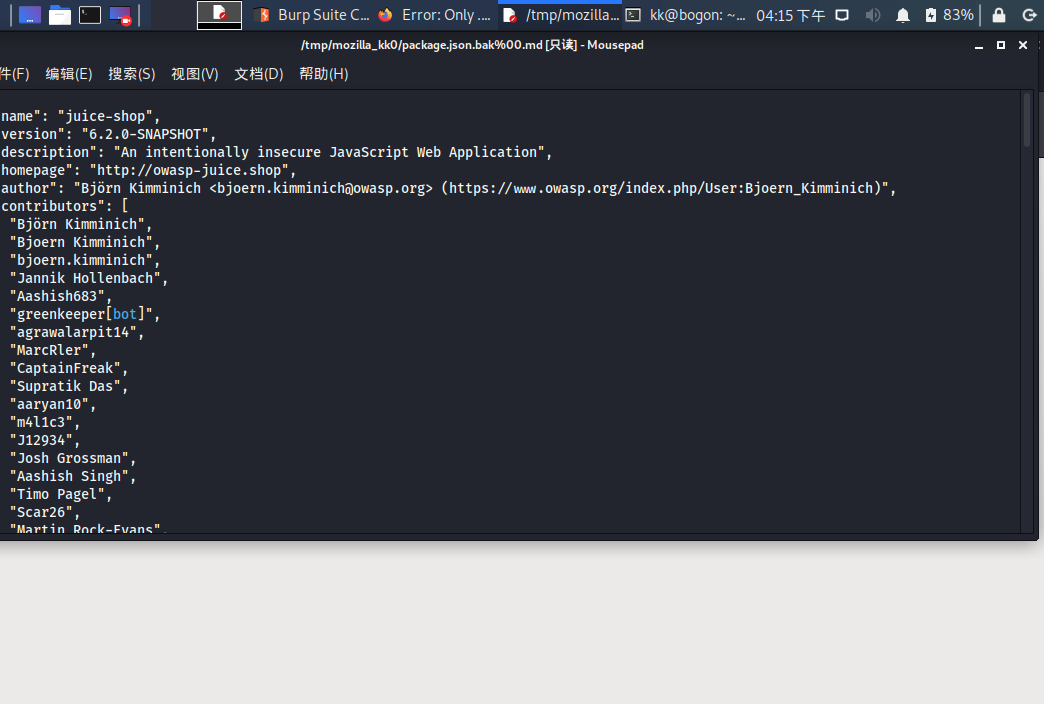 Burp Suite C... Error: Only .... /tmp/mozilla... kk@bogon: ~... 04:15 下午 83%
/tmp/mozilla_kk0/package.json.bak%00.md [只读] - Mousepad
件(F) 编辑(E) 搜索(S) 视图(V) 文档(D) 帮助(H)
name": "juice-shop",
version": "6.2.0-SNAPSHOT",
description": "An intentionally insecure JavaScript Web Application",
homepage": "http://owasp-juice.shop",
author": "Björn Kimminich <bjoern.kimminich@owasp.org> (https://www.owasp.org/index.php/User:Bjoern_Kimminich)",
contributors": [
"Björn Kimminich",
"Bjoern Kimminich",
"bjoern.kimminich",
"Jannik Hollenbach",
"Aashish683",
"greenkeeper[bot]",
"agrawalarpit14",
"MarcRler",
"CaptainFreak",
"Supratik Das",
"aaryan10",
"m4l1c3",
"J12934",
"Josh Grossman",
"Aashish Singh",
"Timo Pagel",
"Scar26",
"Martin Rock-Evans",